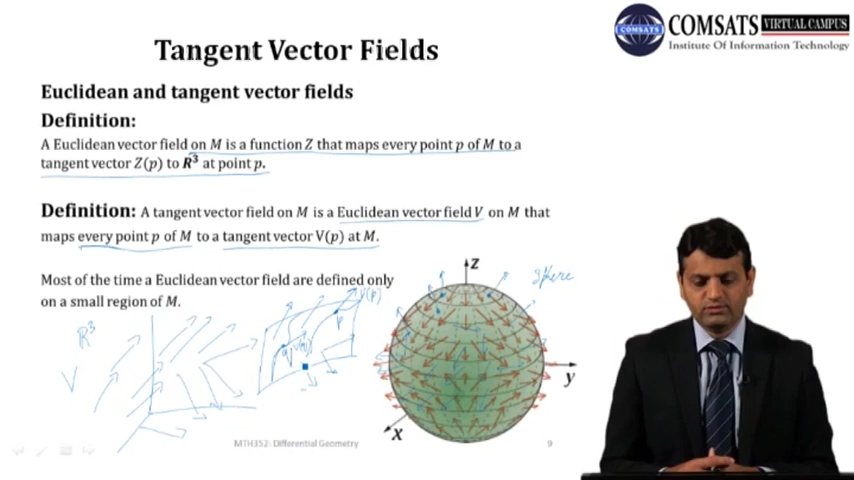 COMSATS VIRTUAL CAMPUS
COMSATS
Institute Of Information Technology
Tangent Vector Fields
Euclidean and tangent vector fields
Definition:
A Euclidean vector field on M is a function Z that maps every point p of M to a
tangent vector Z(p) to R³ at point p.
Definition: A tangent vector field on M is a Euclidean vector field V on M that
maps every point p of M to a tangent vector V(p) at M.
Most of the time a Euclidean vector field are defined only
on a small region of M.
R³
V
V(p)
p
z
Sphere
y
x
MTH352: Differential Geometry
9